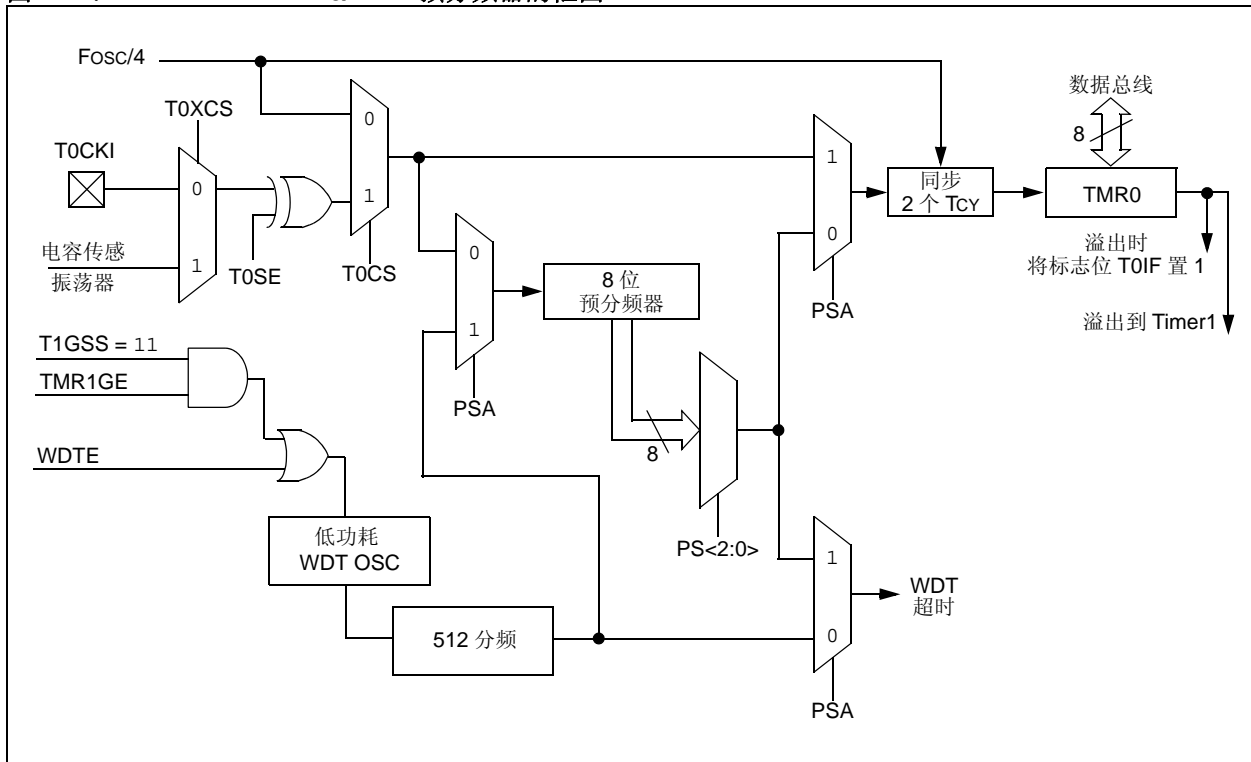 FOSC/4
T0XCS
T0CKI
0
1
电容传感
振荡器
T0SE
0
1
T0CS
0
1
PSA
8 位
预分频器
8
PS<2:0>
1
0
PSA
同步
2 个 TCY
数据总线
8
TMR0
溢出时
将标志位 T0IF 置 1
溢出到 Timer1
T1GSS = 11
TMR1GE
WDTE
低功耗
WDT OSC
512 分频
1
0
PSA
WDT
超时